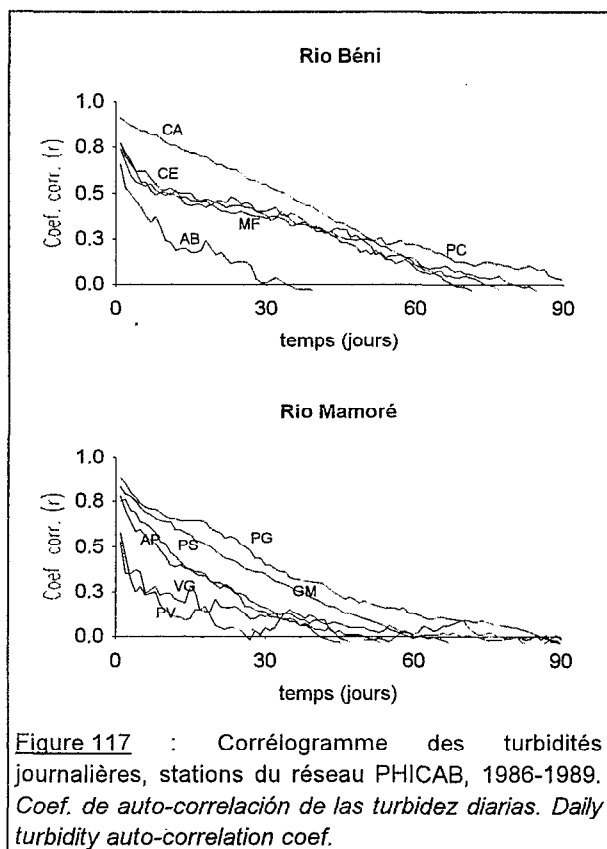 Rio Béni
Coef. corr. (r)
1.0
0.8
0.5
0.3
0.0
CA
CE
MF
AB
PC
0
30
60
90
temps (jours)
Rio Mamoré
Coef corr. (r)
1.0
0.8
0.5
0.3
0.0
AP
PS
PG
VG
GM
PV
0
30
60
90
temps (jours)
Figure 117 : Corrélogramme des turbidités
journalières, stations du réseau PHICAB, 1986-1989.
Coef. de auto-correlación de las turbidez diarias. Daily
turbidity auto-correlation coef.